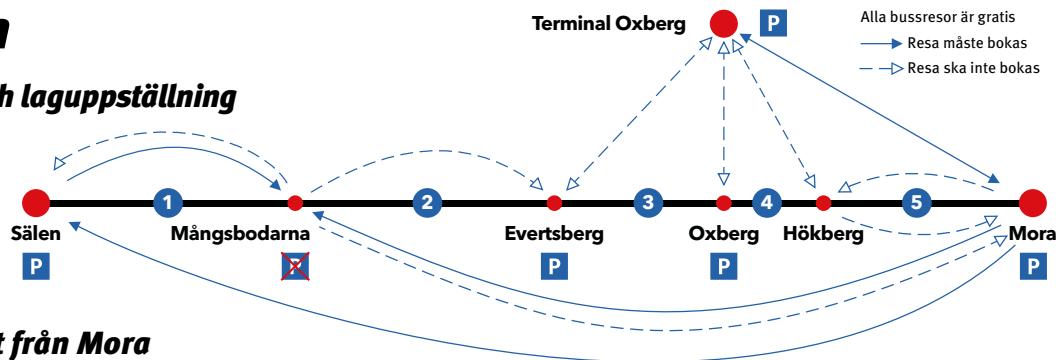 Terminal Oxberg
P
Alla bussresor är gratis
Resa måste bokas
Resa ska inte bokas
laguppställning
1
2
3
4
5
Sälen
Mångsbodarna
Evertsberg
Oxberg
Hökberg
Mora
P
P
P
P
P
från Mora